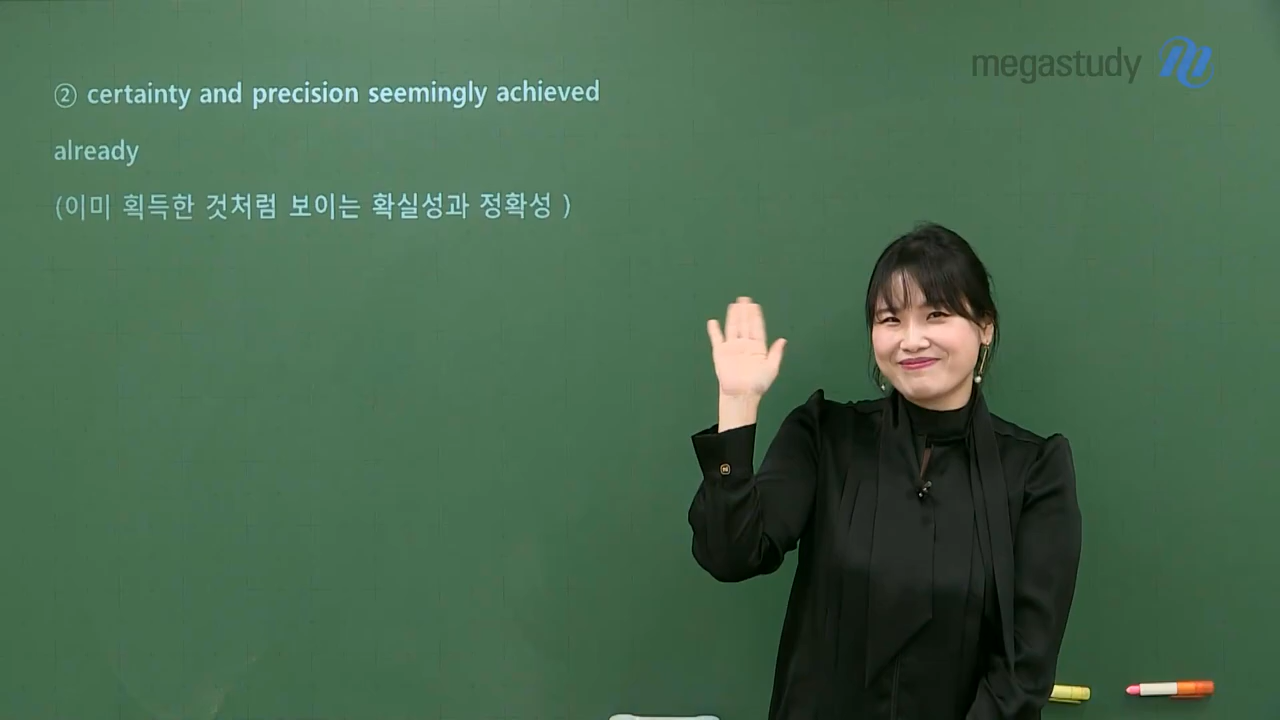 megastudy
② certainty and precision seemingly achieved
already
(이미 획득한 것처럼 보이는 확실성과 정확성 )